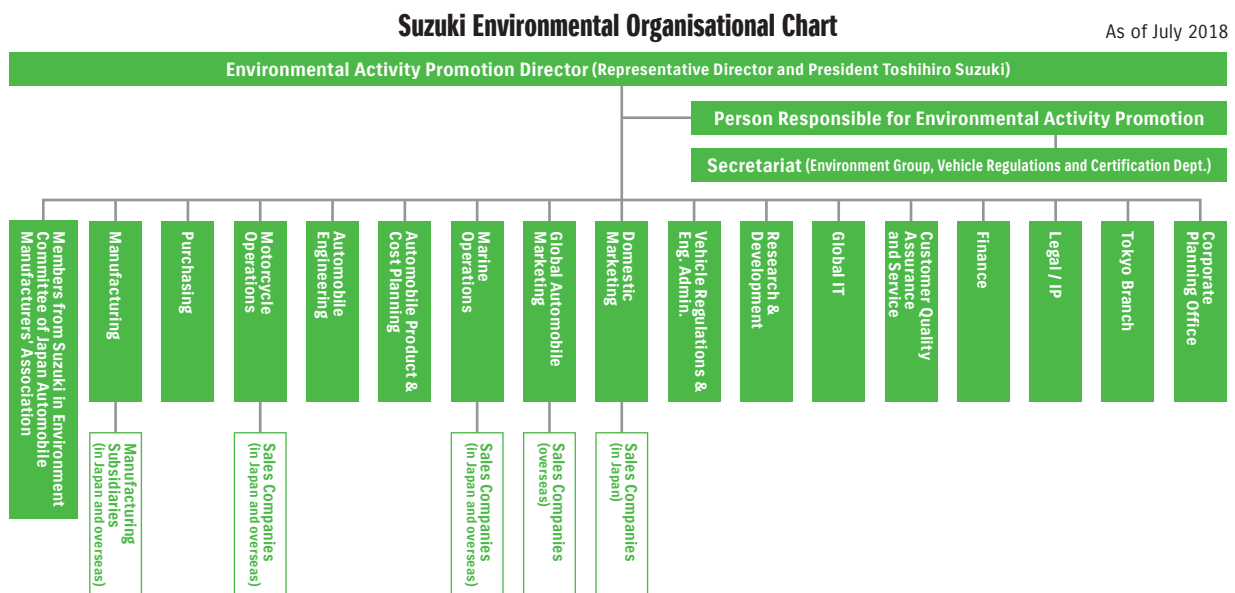 Suzuki Environmental Organisational Chart
As of July 2018
Environmental Activity Promotion Director (Representative Director and President Toshihiro Suzuki)
Person Responsible for Environmental Activity Promotion
Secretariat (Environment Group, Vehicle Regulations and Certification Dept.)
Members from Suzuki in Environment
Committee of Japan Automobile
Manufacturers' Association
Manufacturing
Purchasing
Motorcycle
Operations
Automobile
Engineering
Automobile Product &
Cost Planning
Marine
Operations
Global Automobile
Marketing
Domestic
Marketing
Vehicle Regulations &
Eng. Admin.
Research &
Development
Global IT
Customer Quality
Assurance
and Service
Finance
Legal / IP
Tokyo Branch
Corporate
Planning Office
Manufacturing
Subsidiaries
(in Japan and overseas)
Sales Companies
(in Japan and overseas)
Sales Companies
(in Japan and overseas)
Sales Companies
(overseas)
Sales Companies
(in Japan)